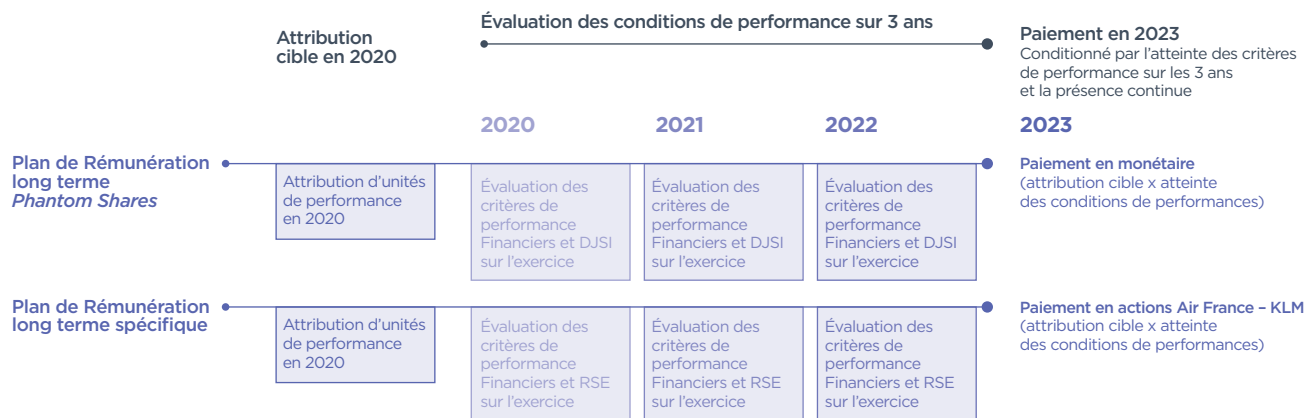 Attribution
cible en 2020
Évaluation des conditions de performance sur 3 ans
Paiement en 2023
Conditionné par l'atteinte des critères
de performance sur les 3 ans
et la présence continue
2020
2021
2022
2023
Plan de Rémunération
long terme
Phantom Shares
Attribution d'unités
de performance
en 2020
Évaluation des
critères de
performance
Financiers et DJSI
sur l'exercice
Évaluation des
critères de
performance
Financiers et DJSI
sur l'exercice
Évaluation des
critères de
performance
Financiers et DJSI
sur l'exercice
Paiement en monétaire
(attribution cible x atteinte
des conditions de performances)
Plan de Rémunération
long terme spécifique
Attribution d'unités
de performance
en 2020
Évaluation des
critères de
performance
Financiers et RSE
sur l'exercice
Évaluation des
critères de
performance
Financiers et RSE
sur l'exercice
Évaluation des
critères de
performance
Financiers et RSE
sur l'exercice
Paiement en actions Air France – KLM
(attribution cible x atteinte
des conditions de performances)